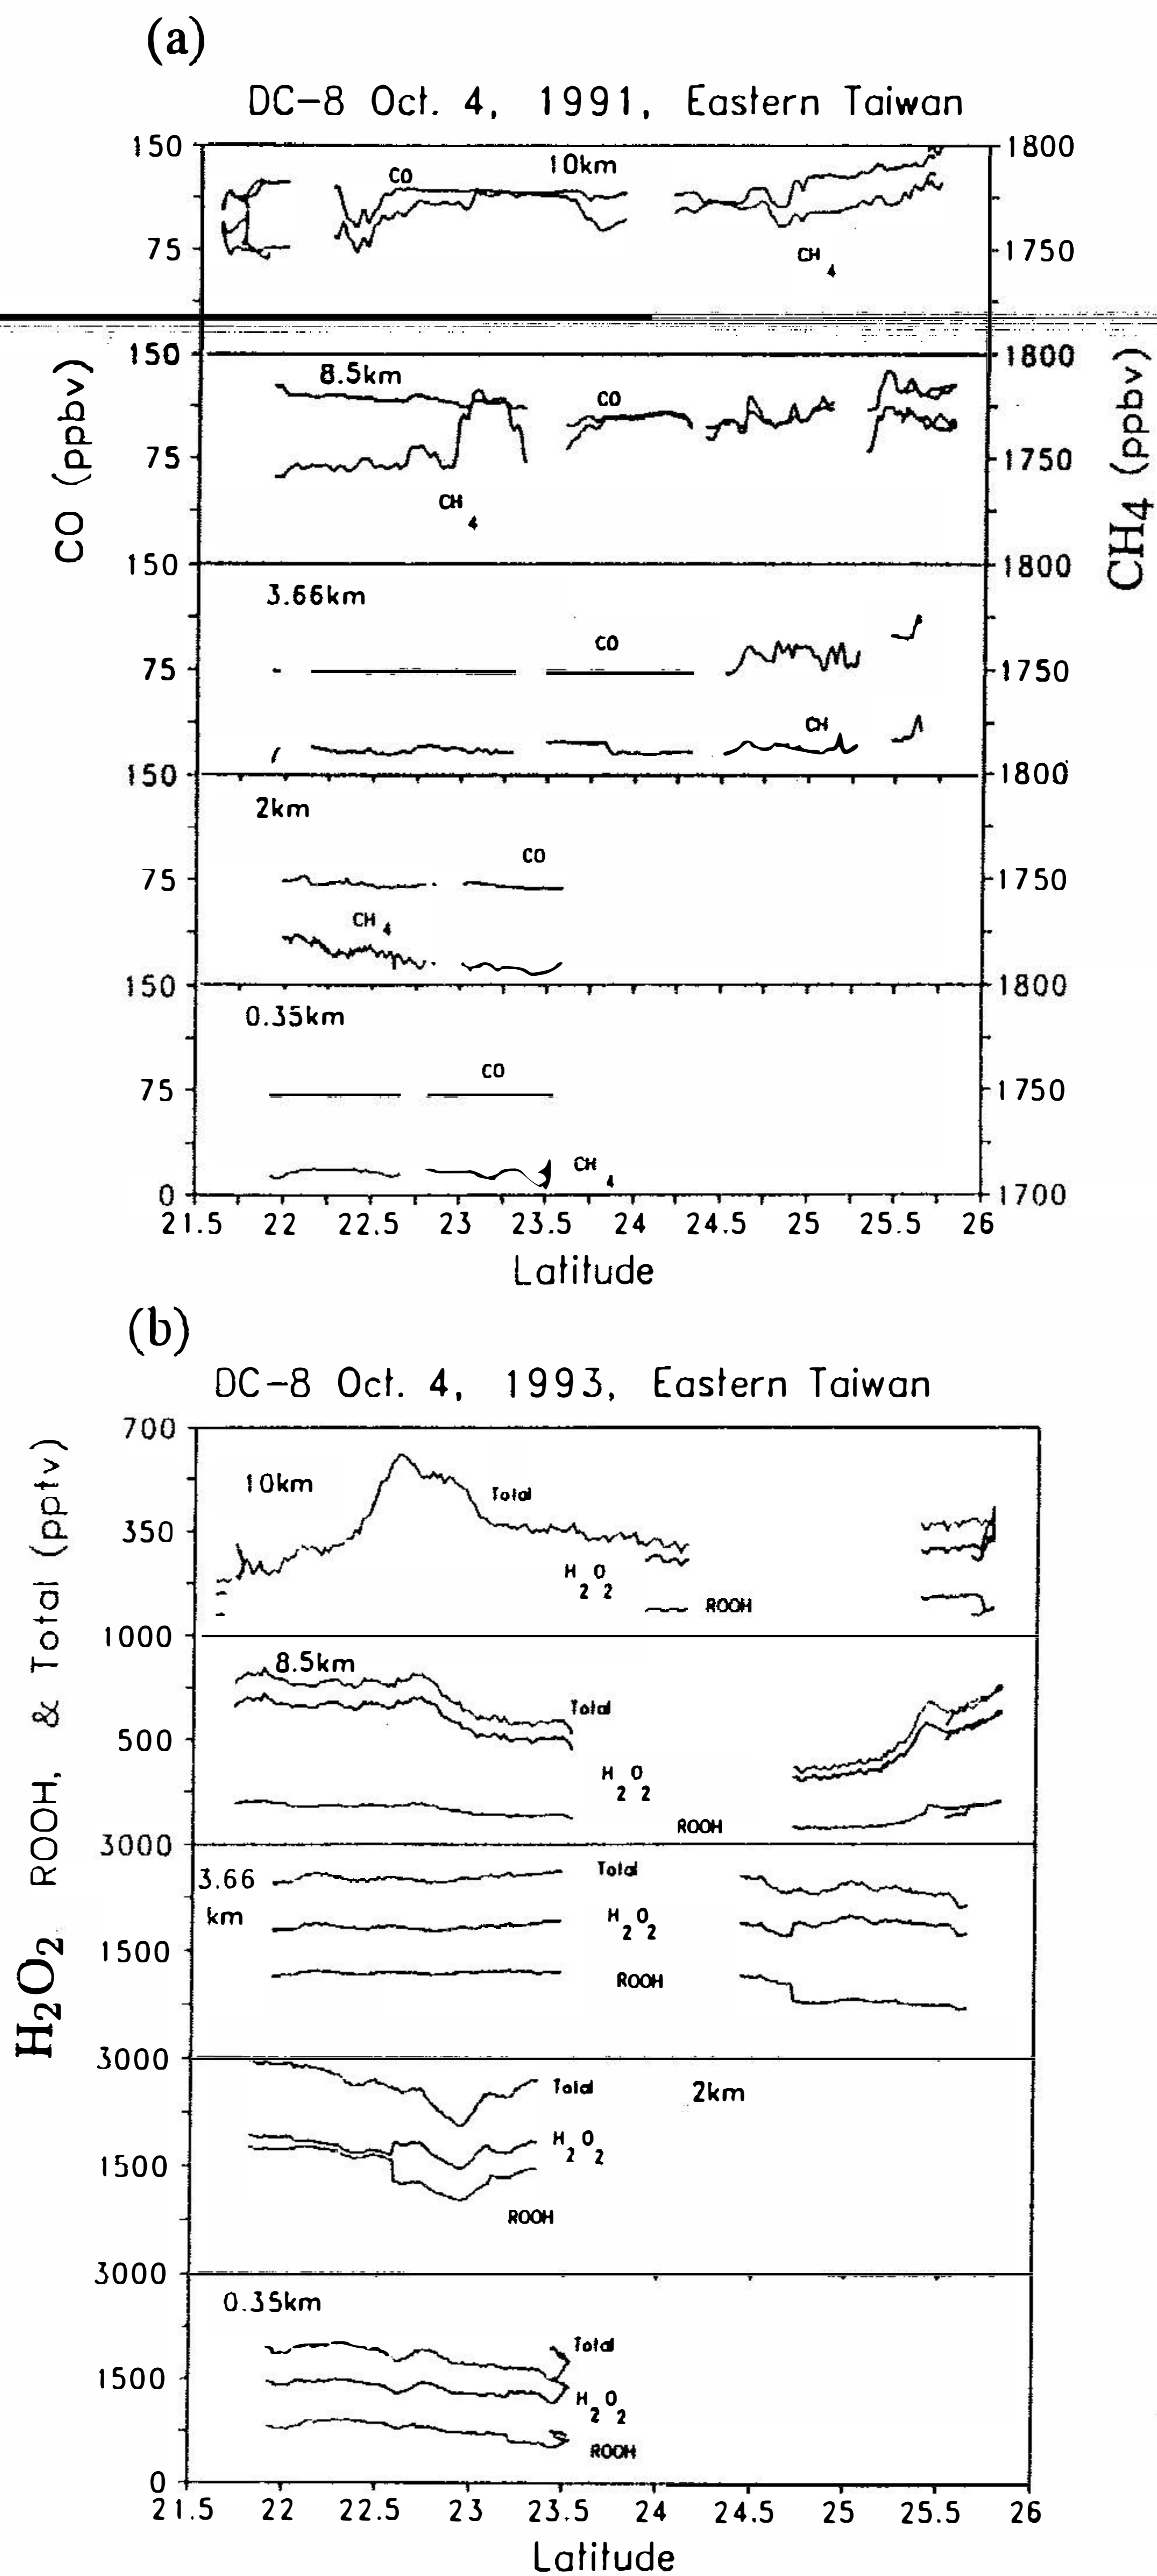 (a)
DC-8 Oct. 4, 1991, Eastern Taiwan
150 1800
CO 10km
75 CH4 1750
150 1800
8.5km
CO
75 1750
CH4
150 1800
3.66km
CO
75 1750
CH
150 1800
2km
CO
75 1750
CH4
150 1800
0.35km
CO
75 1750
CH4
0 1700
21.5 22 22.5 23 23.5 24 24.5 25 25.5 26
Latitude
CO (ppbv)
CH4 (ppbv)
(b)
DC-8 Oct. 4, 1993, Eastern Taiwan
700
10km
Total
350
H2O2
ROOH
1000
8.5km
Total
500
H2O2
ROOH
3000
3.66 Total
km H2O2
1500
ROOH
3000
Total 2km
H2O2
1500
ROOH
3000
0.35km
Total
1500
H2O2
ROOH
0
21.5 22 22.5 23 23.5 24 24.5 25 25.5 26
Latitude
H2O2 ROOH, & Total (pptv)